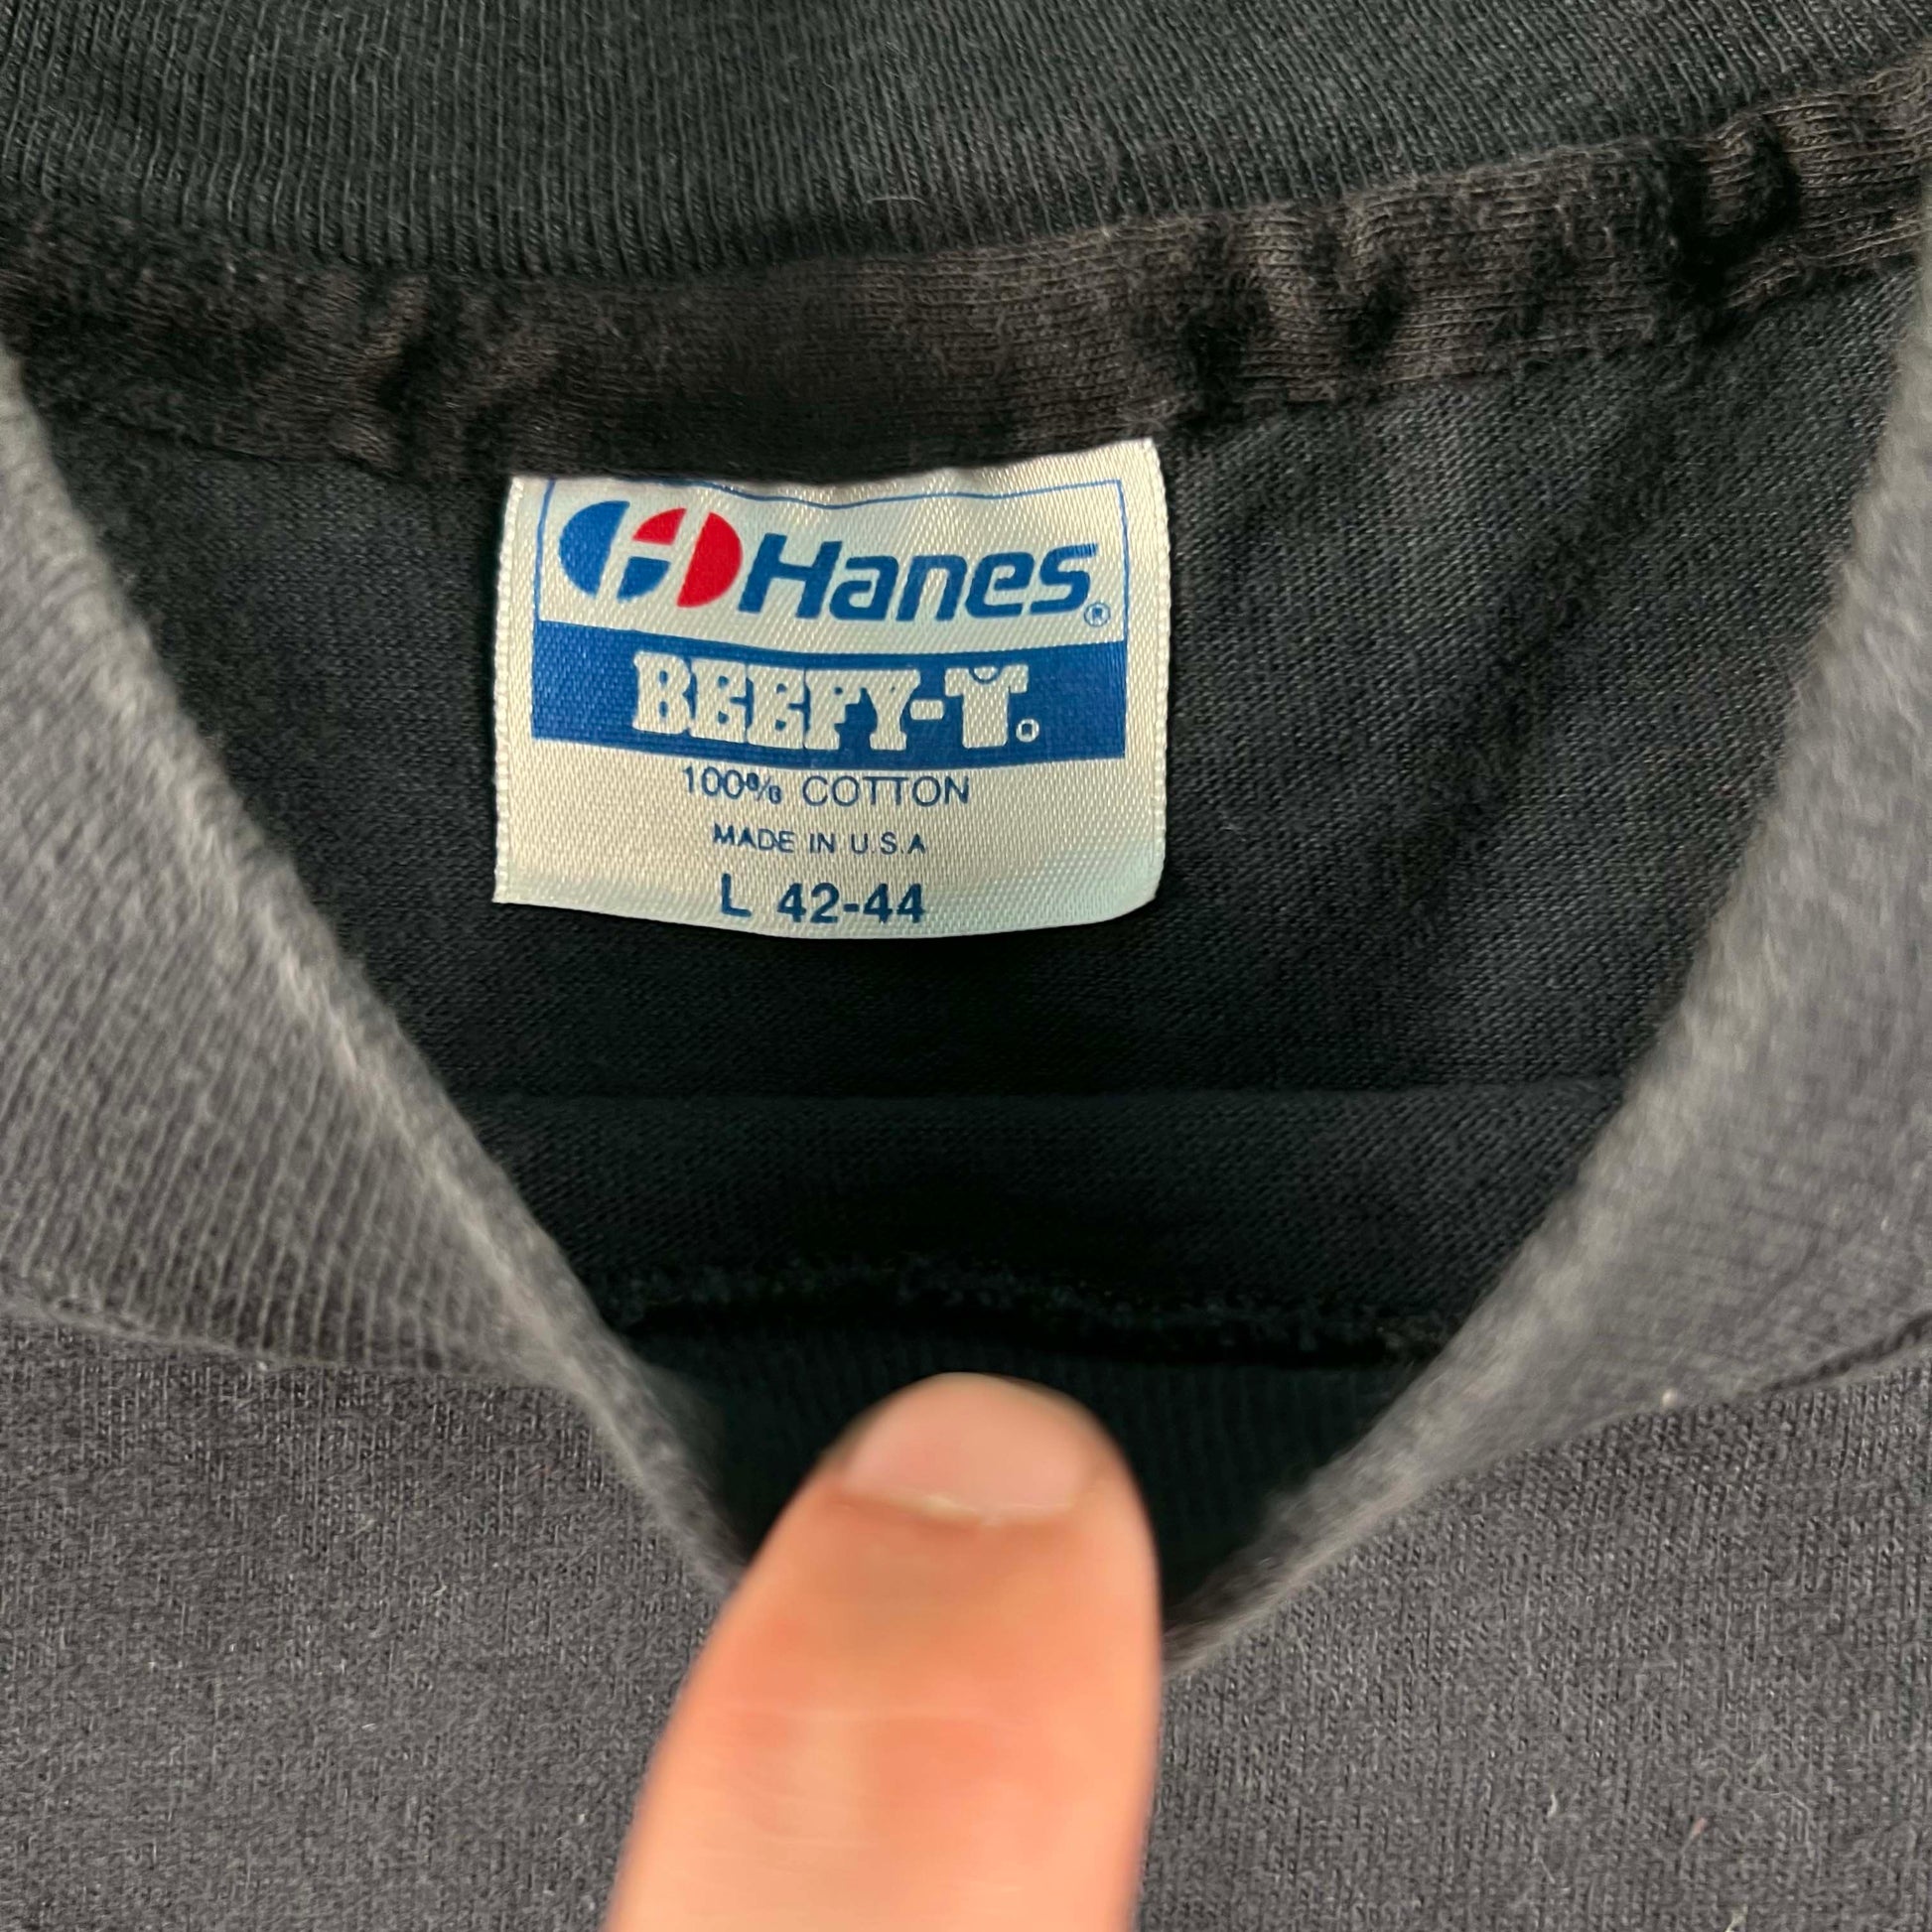 Hanes®
BEEFY-T®
100% COTTON
MADE IN U.S.A
L 42-44